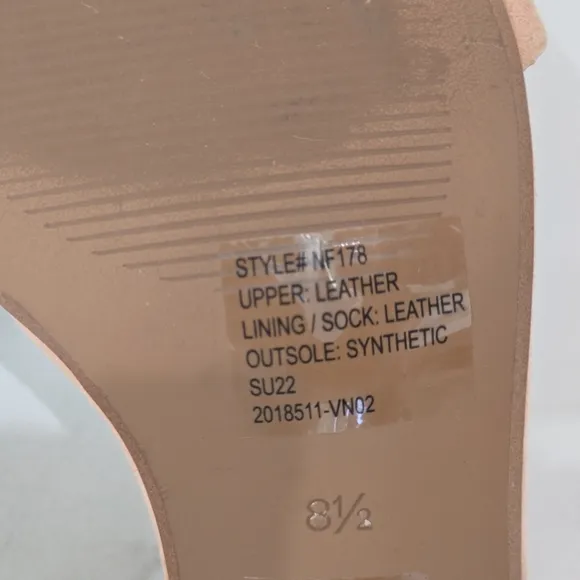 STYLE# NF178
UPPER: LEATHER
LINING / SOCK: LEATHER
OUTSOLE: SYNTHETIC
SU22
2018511-VN02
8½